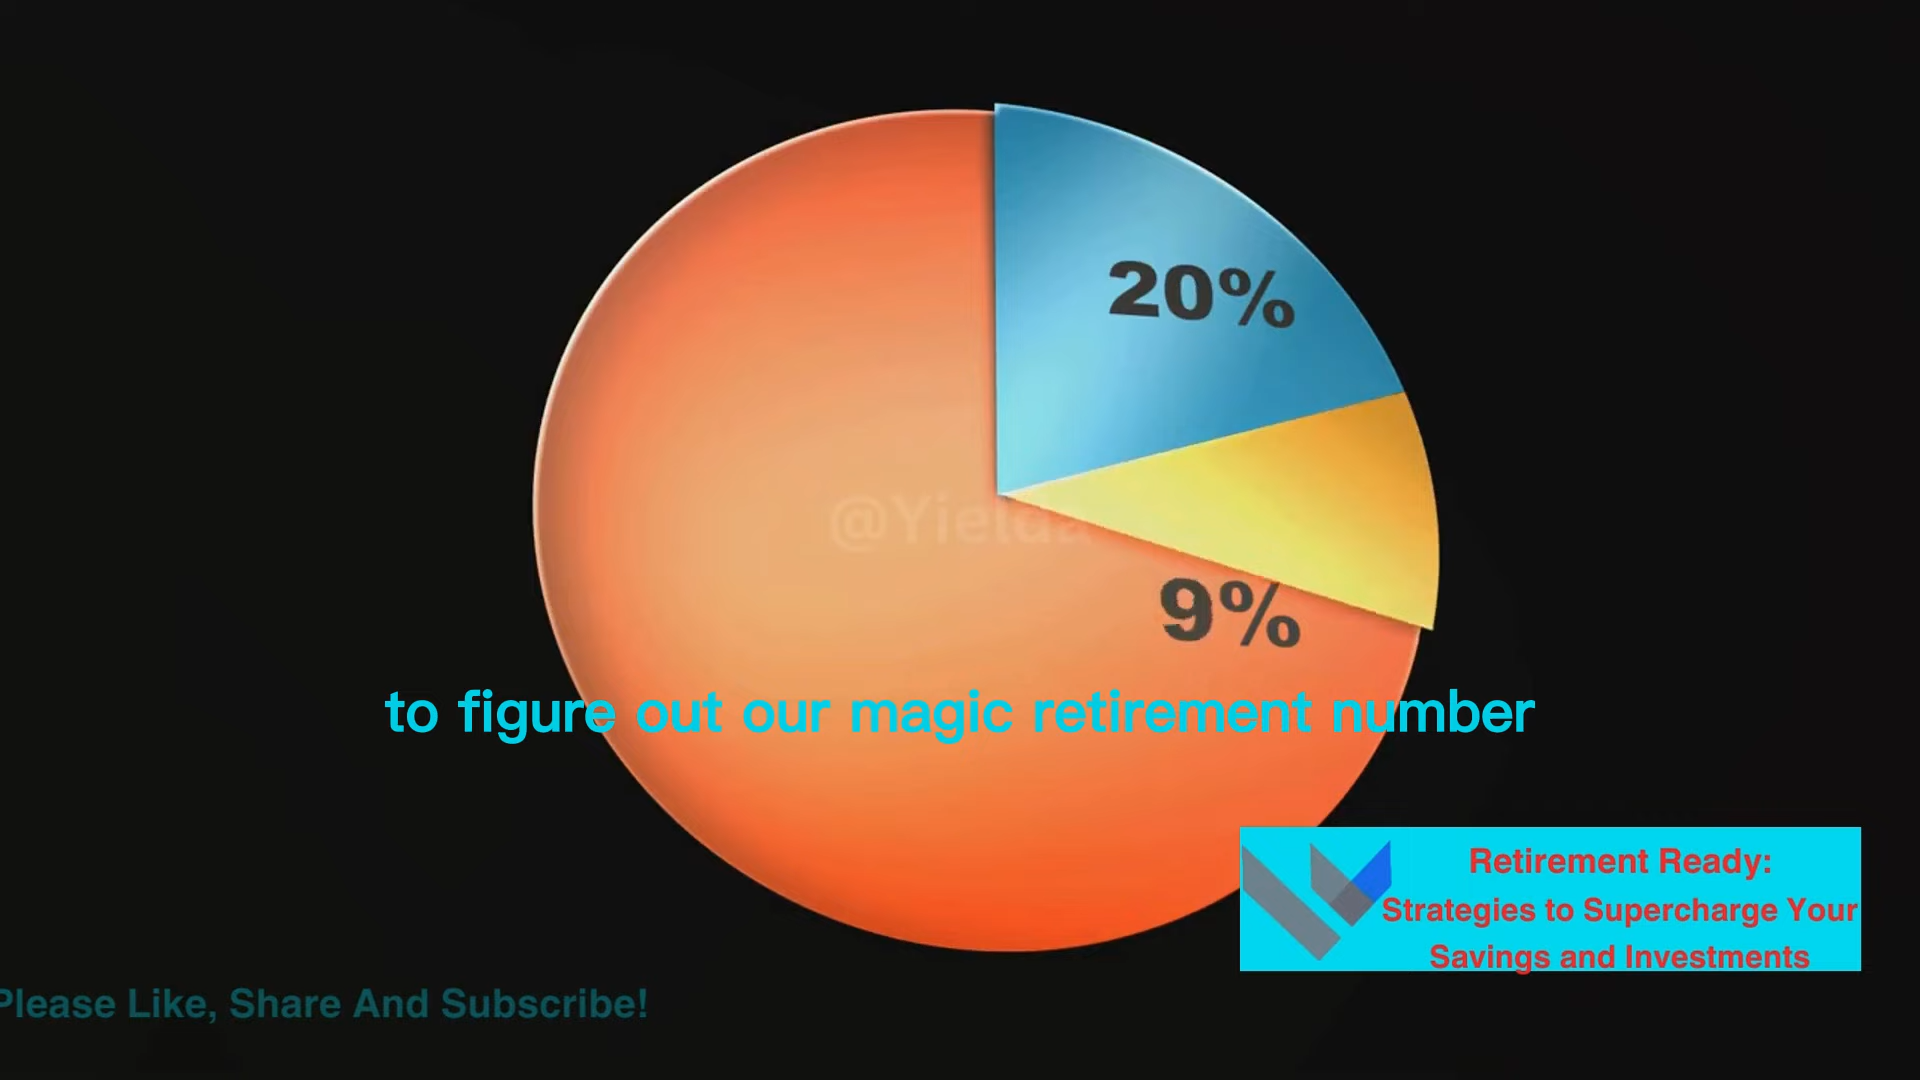 20%
9%
to figure out our magic retirement number
Retirement Ready:
Strategies to Supercharge Your
Savings and Investments
Please Like, Share And Subscribe!